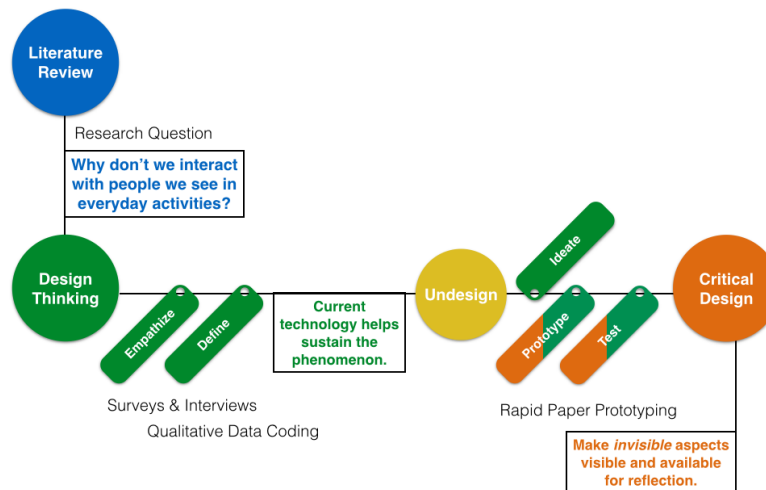 Literature
Review
Research Question
Why don't we interact
with people we see in
everyday activities?
Design
Thinking
Empathize
Define
Current
technology helps
sustain the
phenomenon.
Surveys & Interviews
Qualitative Data Coding
Undesign
Ideate
Prototype
Test
Critical
Design
Rapid Paper Prototyping
Make invisible aspects
visible and available
for reflection.